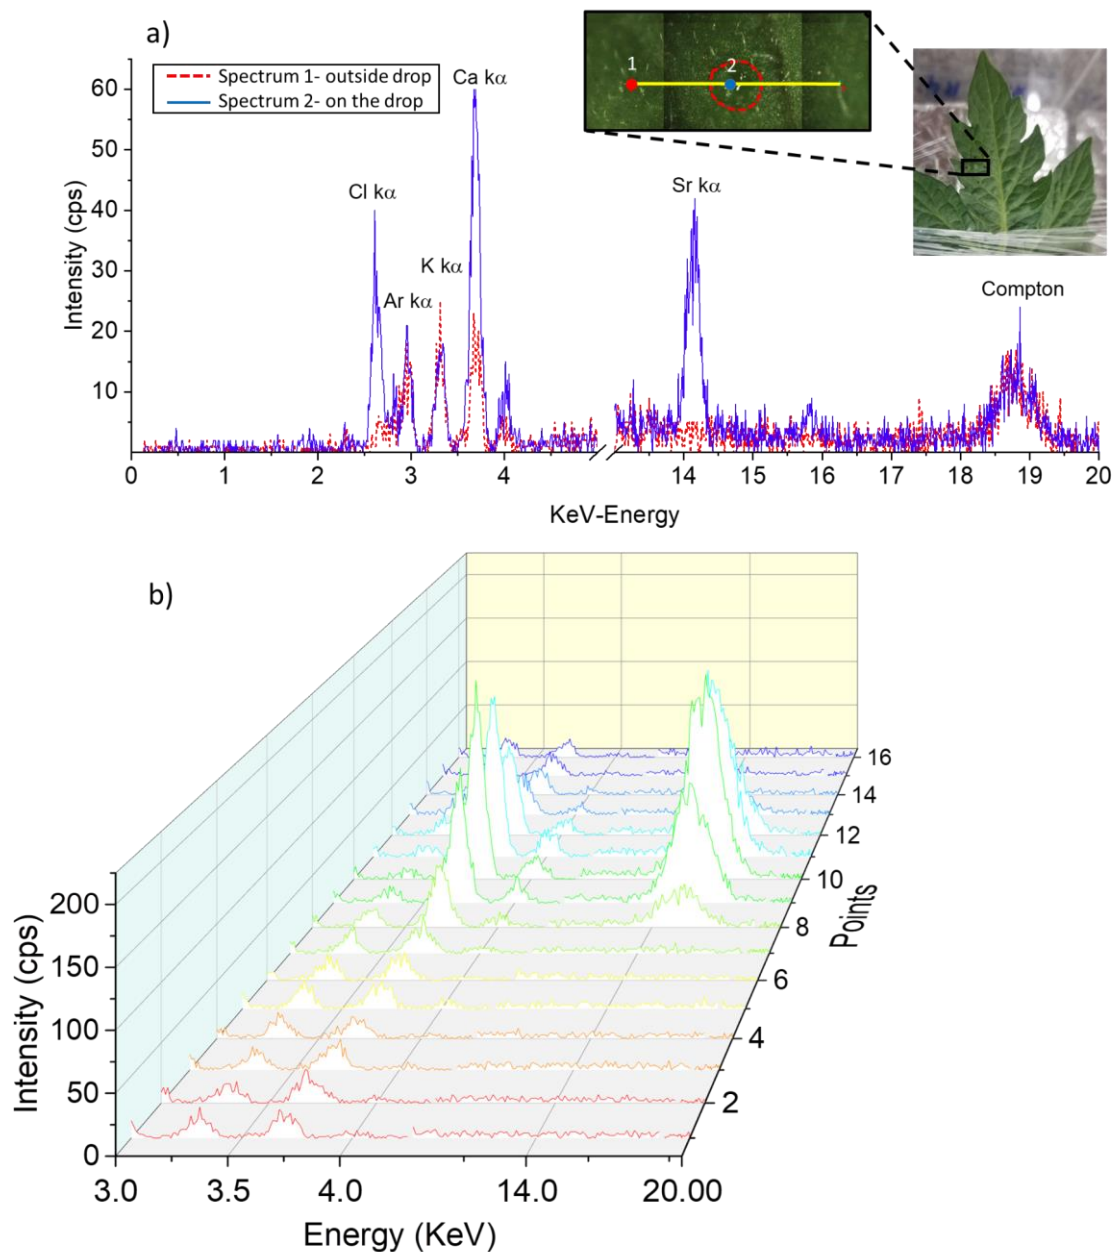 a)
Spectrum 1- outside drop
Spectrum 2- on the drop
1
2
Ca kα
Cl kα
Sr kα
K kα
Ar kα
Compton
60
50
40
30
20
10
Intensity (cps)
0 1 2 3 4 14 15 16 17 18 19 20
KeV-Energy
b)
200
150
100
50
0
Intensity (cps)
16
14
12
10
8
6
4
2
Points
3.0 3.5 4.0 14.0 20.00
Energy (KeV)